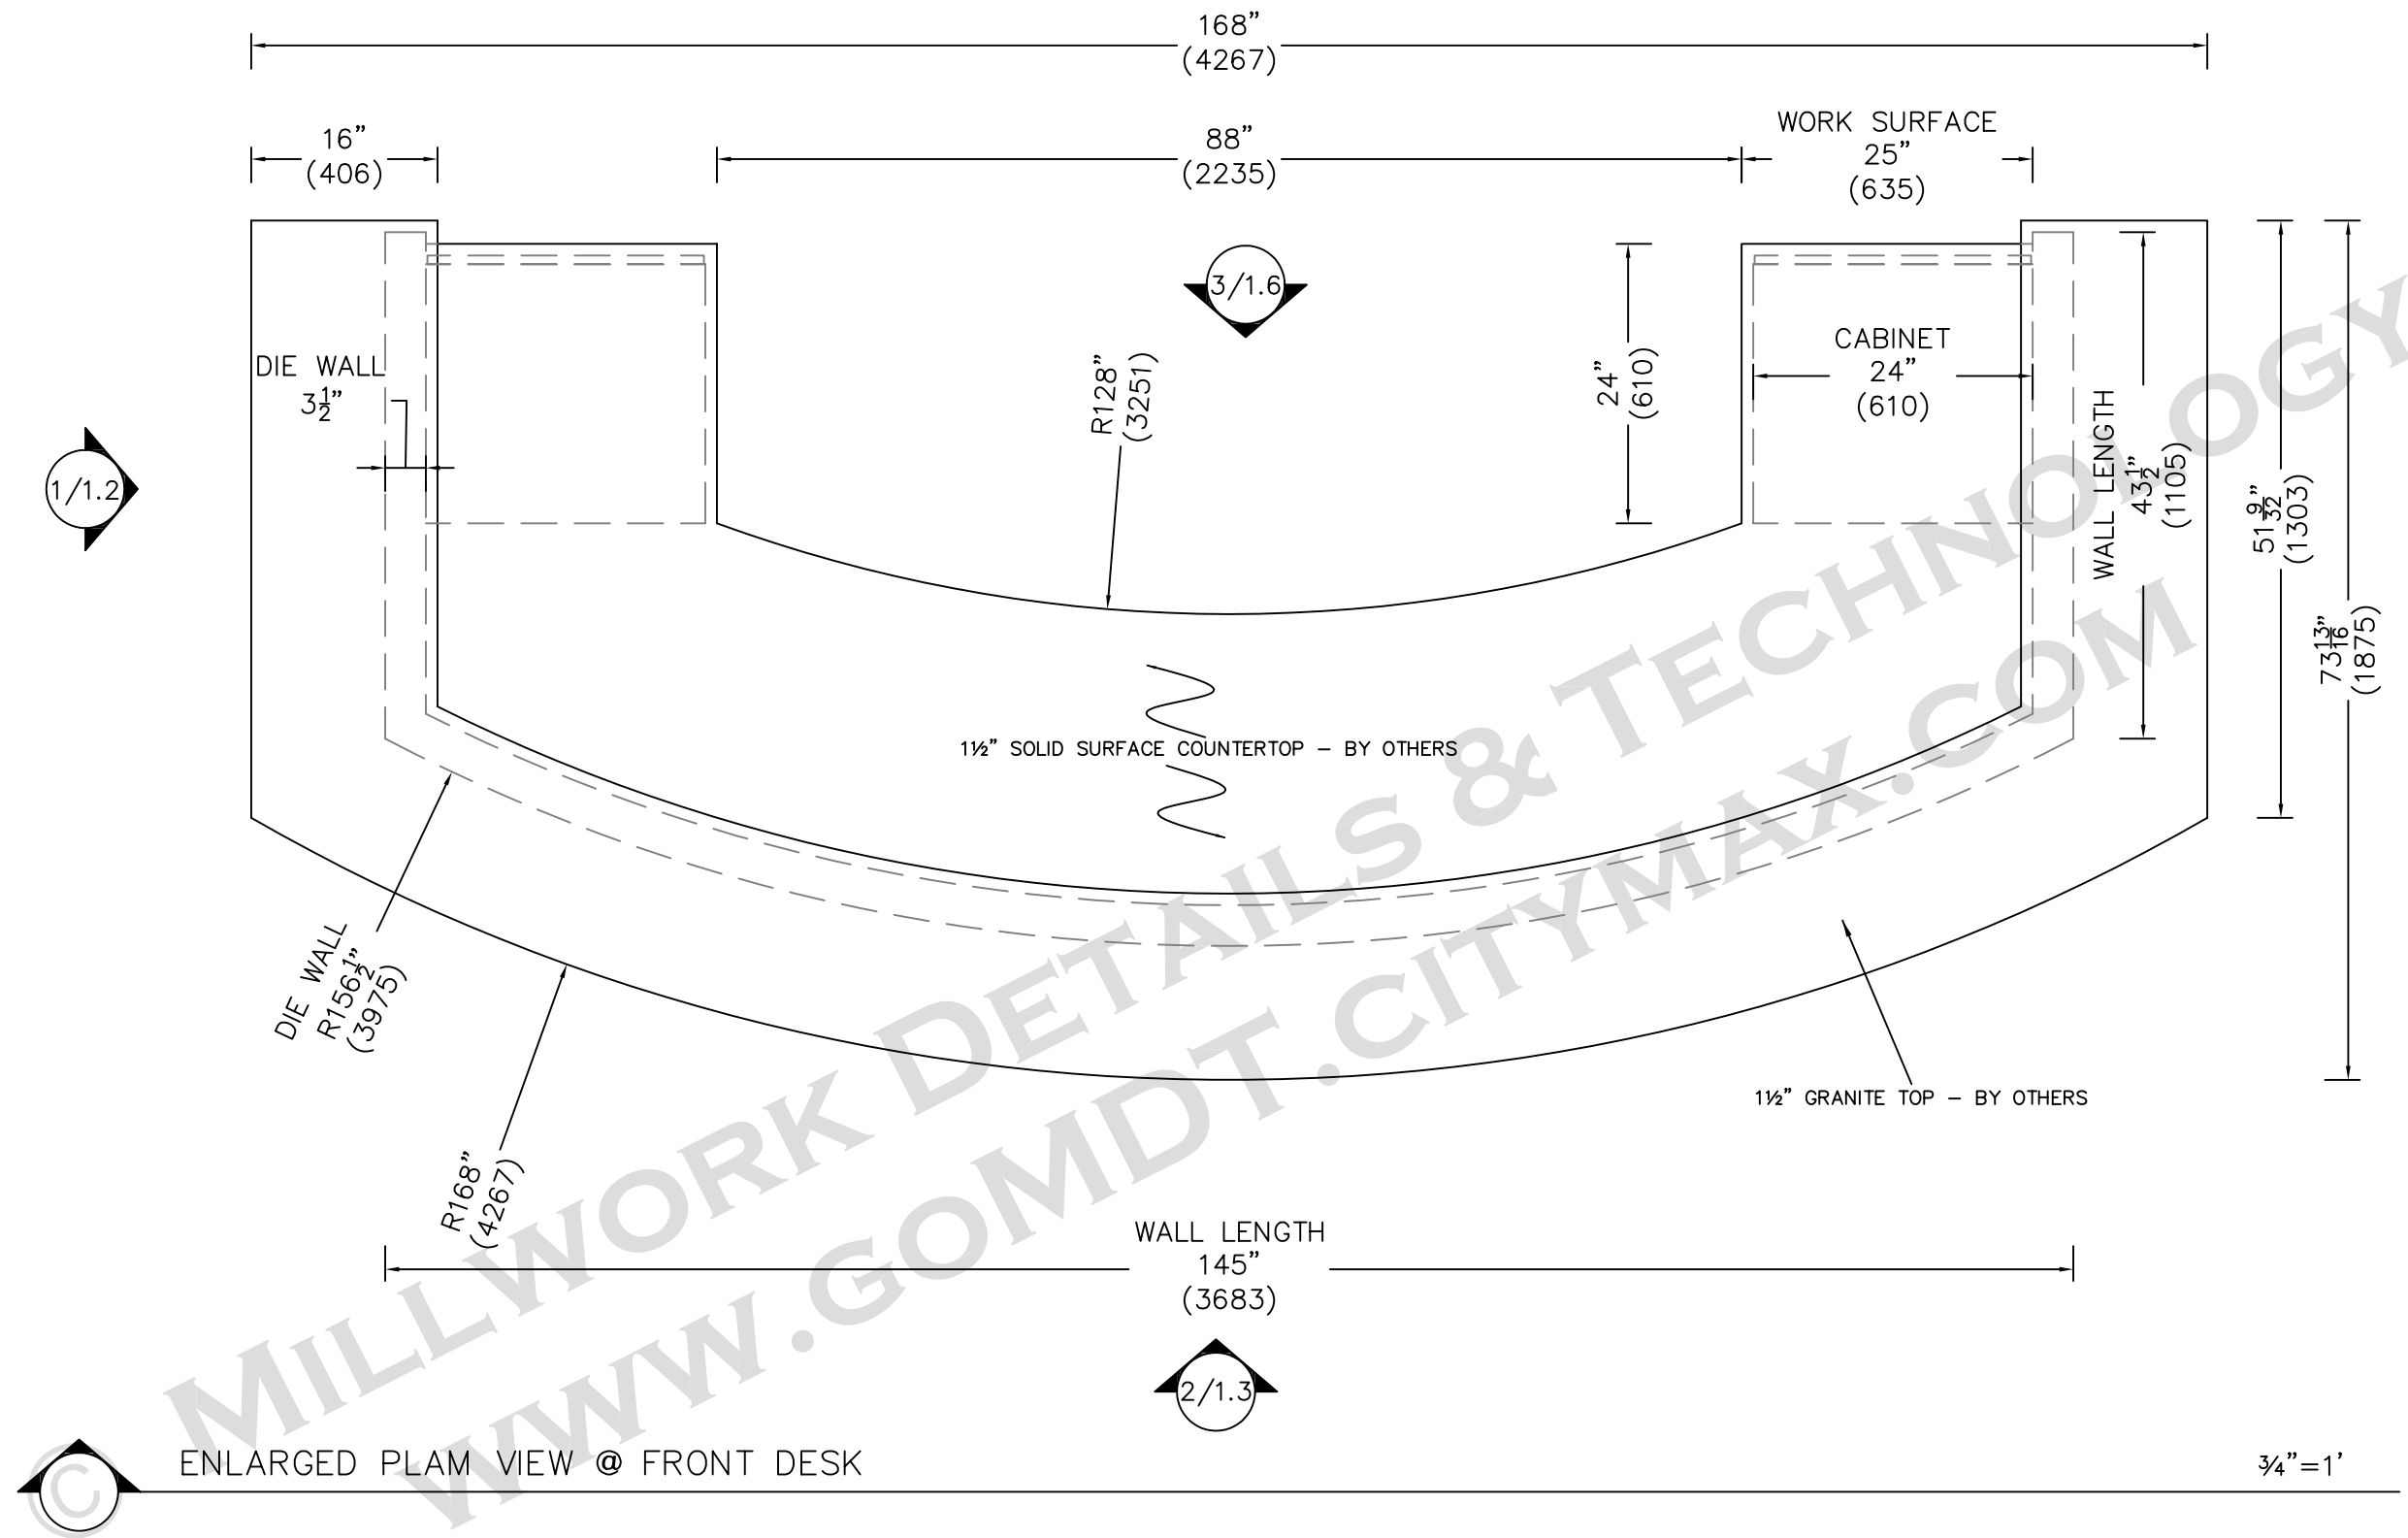 168"
(4267)
16"
(406)
88"
(2235)
WORK SURFACE
25"
(635)
3/1.6
DIE WALL
3½"
R128"
(3251)
24"
(610)
CABINET
24"
(610)
WALL LENGTH
43½"
(1105)
51 9/32"
(1303)
73 13/16"
(1875)
1/1.2
1½" SOLID SURFACE COUNTERTOP – BY OTHERS
DIE WALL
R156½"
(3975)
R168"
(4267)
1½" GRANITE TOP – BY OTHERS
WALL LENGTH
145"
(3683)
2/1.3
© MILLWORK DETAILS & TECHNOLOGY
WWW.GOMDT.CITYMAX.COM
ENLARGED PLAM VIEW @ FRONT DESK
¾"=1'